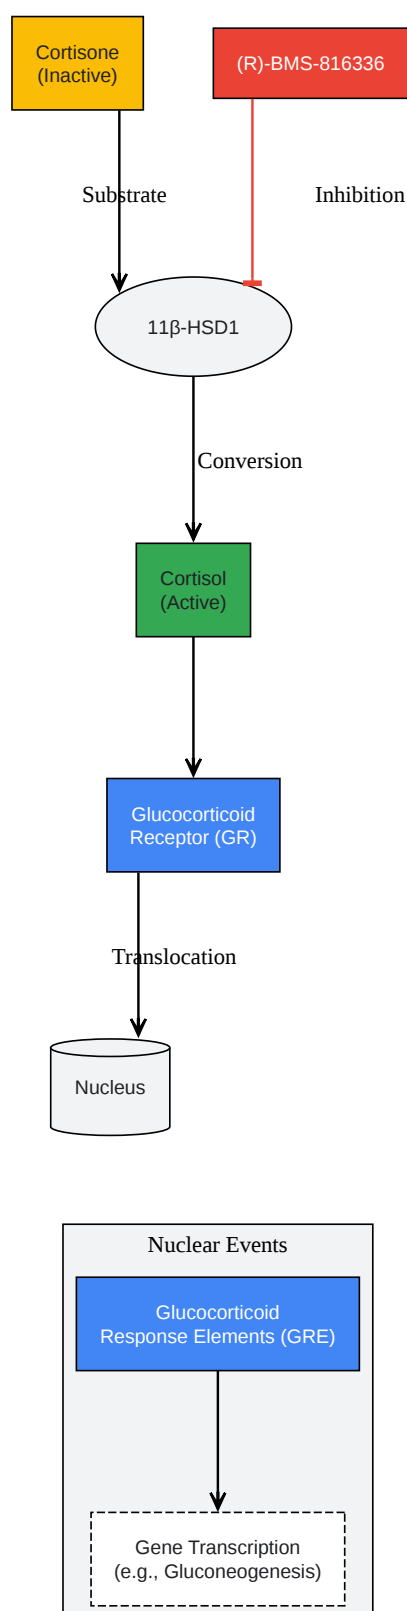 Cortisone
(Inactive)
(R)-BMS-816336
Substrate
Inhibition
11β-HSD1
Conversion
Cortisol
(Active)
Glucocorticoid
Receptor (GR)
Translocation
Nucleus
Nuclear Events
Glucocorticoid
Response Elements (GRE)
Gene Transcription
(e.g., Gluconeogenesis)